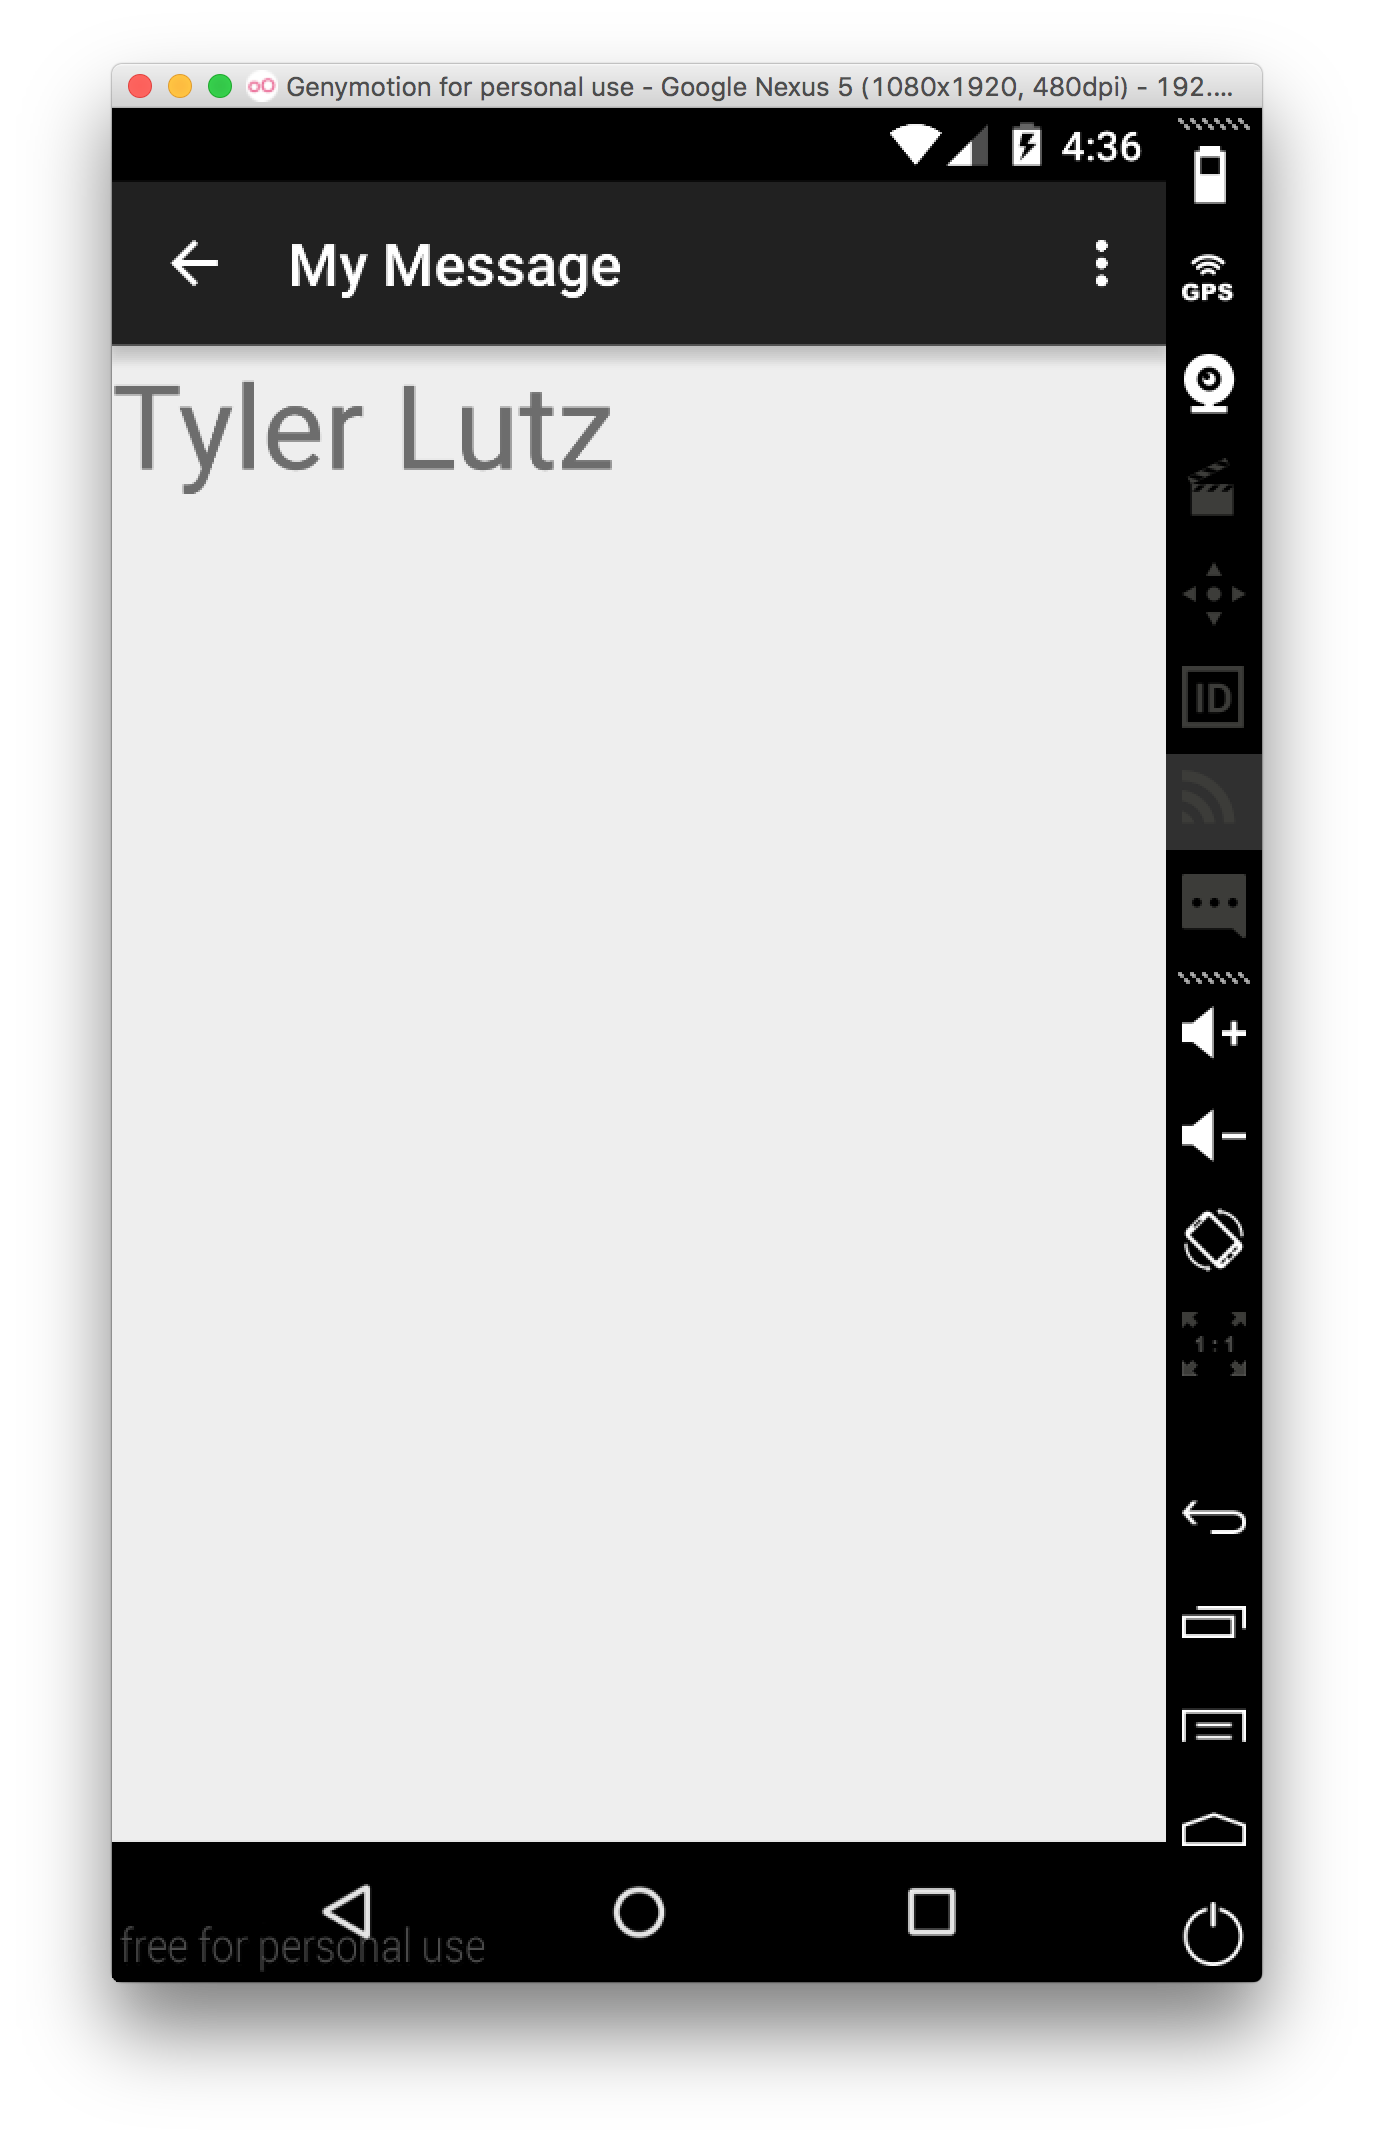 Genymotion for personal use - Google Nexus 5 (1080x1920, 480dpi) - 192....
4:36
My Message
GPS
Tyler Lutz
ID
1:1
free for personal use